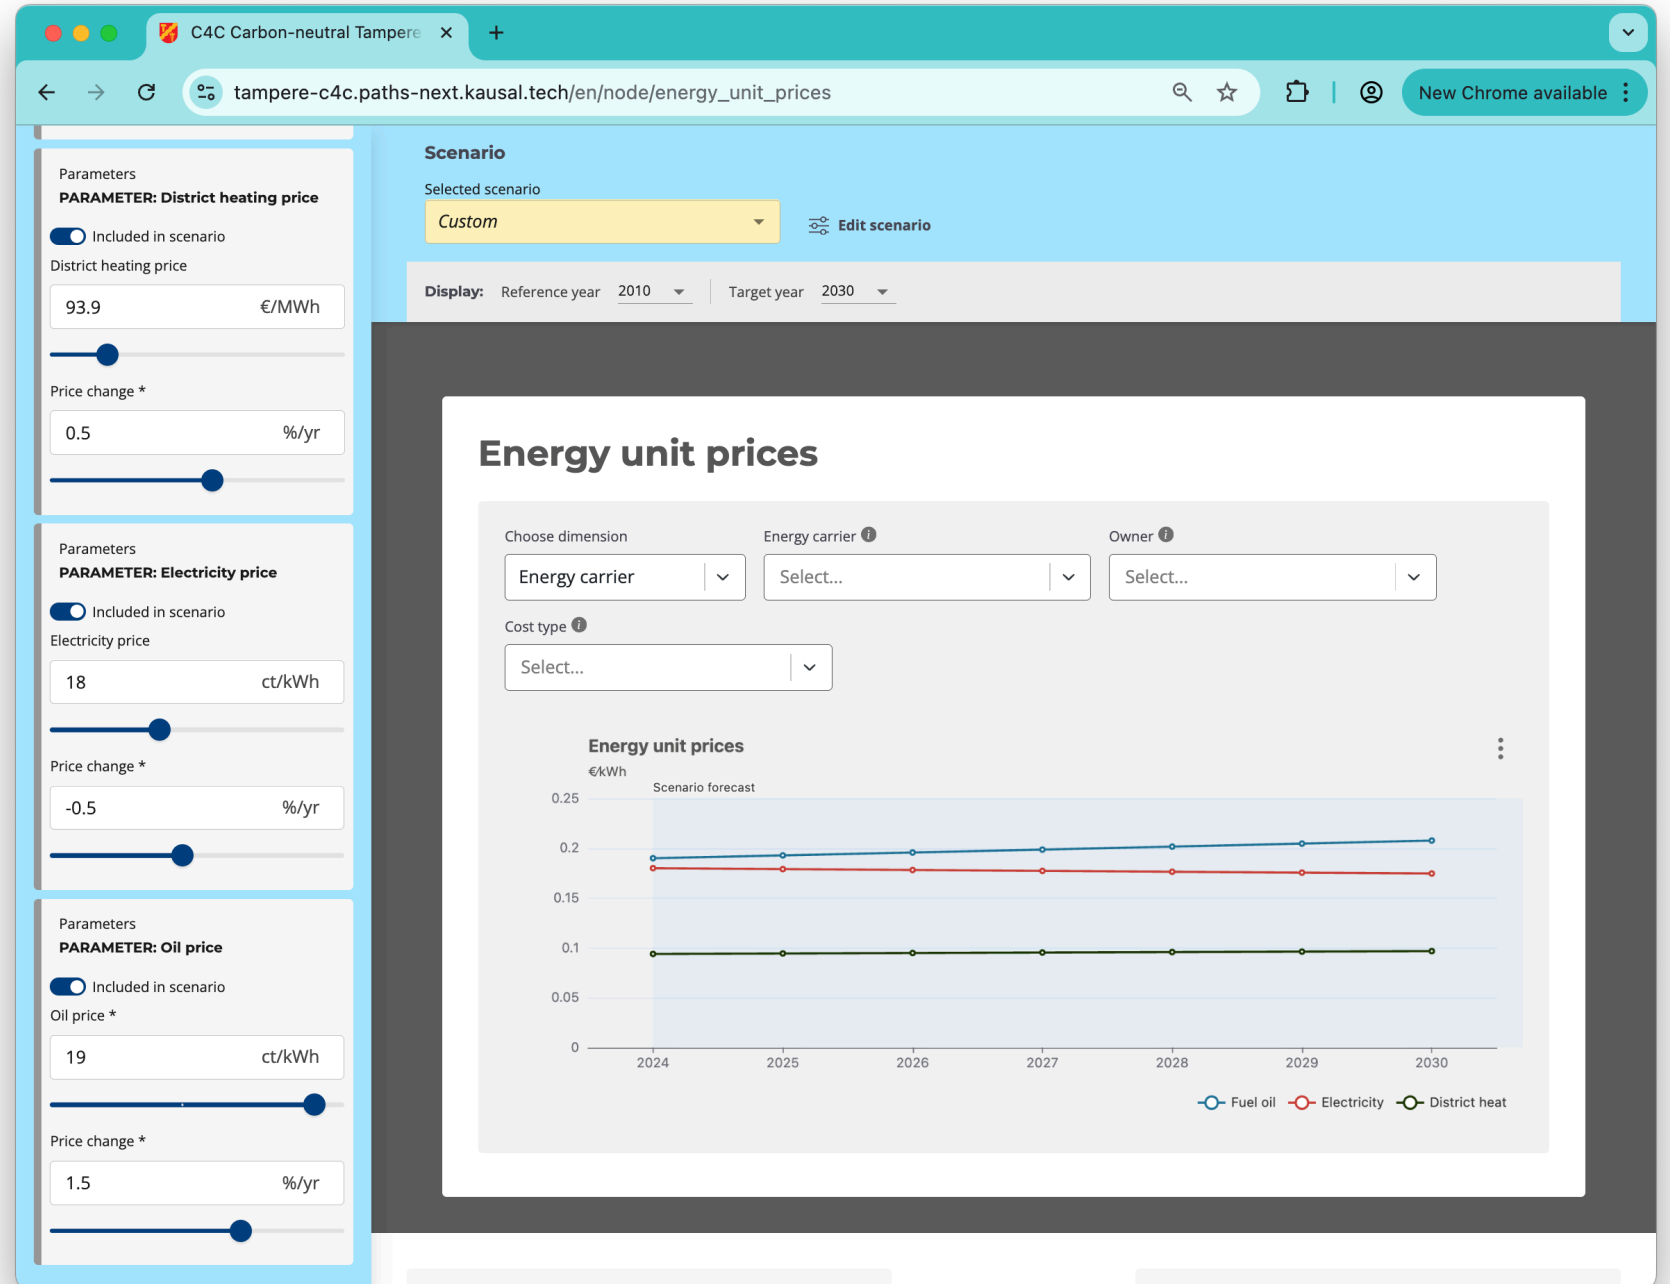 C4C Carbon-neutral Tampere
tampere-c4c.paths-next.kausal.tech/en/node/energy_unit_prices
New Chrome available
Parameters
PARAMETER: District heating price
Included in scenario
District heating price
93.9 €/MWh
Price change *
0.5 %/yr
Parameters
PARAMETER: Electricity price
Included in scenario
Electricity price
18 ct/kWh
Price change *
-0.5 %/yr
Parameters
PARAMETER: Oil price
Included in scenario
Oil price *
19 ct/kWh
Price change *
1.5 %/yr
Scenario
Selected scenario
Custom
Edit scenario
Display: Reference year 2010 Target year 2030
Energy unit prices
Choose dimension Energy carrier Owner
Energy carrier Select... Select...
Cost type
Select...
Energy unit prices
€/kWh
Scenario forecast
0.25
0.2
0.15
0.1
0.05
0
2024 2025 2026 2027 2028 2029 2030
Fuel oil Electricity District heat